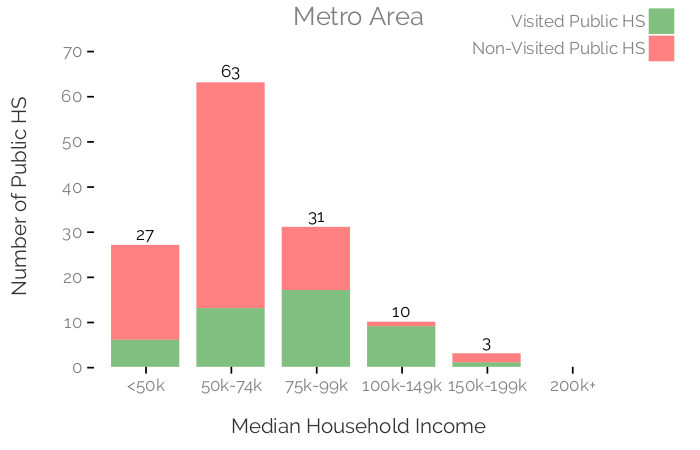 Metro Area
Visited Public HS
Non-Visited Public HS
Number of Public HS
70
60
50
40
30
20
10
0
27
63
31
10
3
<50k
50k-74k
75k-99k
100k-149k
150k-199k
200k+
Median Household Income